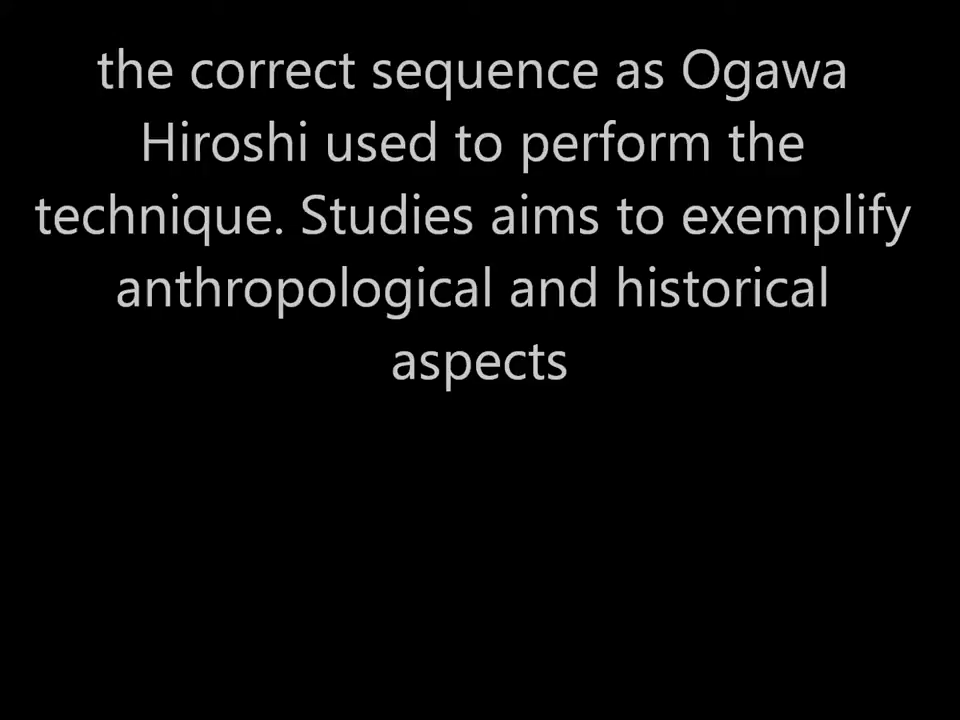 the correct sequence as Ogawa
Hiroshi used to perform the
technique. Studies aims to exemplify
anthropological and historical
aspects